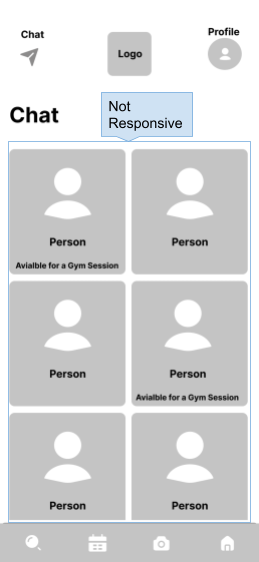 Chat
Logo
Profile
Chat
Not
Responsive
Person
Avialble for a Gym Session
Person
Person
Person
Avialble for a Gym Session
Person
Person